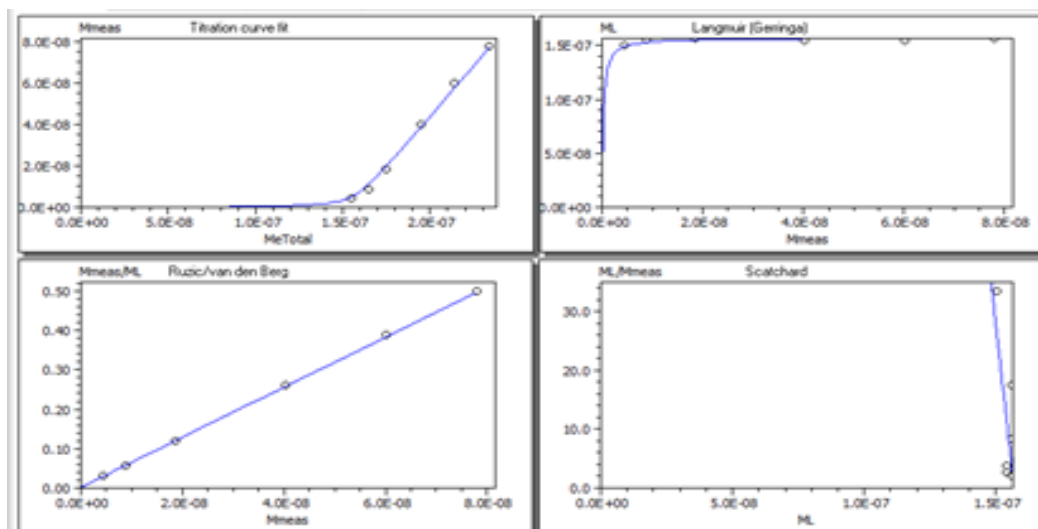 Mmeas Titration curve fit
8.0E-08
6.0E-08
4.0E-08
2.0E-08
0.0E+00
0.0E+00 5.0E-08 1.0E-07 1.5E-07 2.0E-07
MeTotal
ML Langmuir (Gerringa)
1.5E-07
1.0E-07
5.0E-08
0.0E+00
0.0E+00 2.0E-08 4.0E-08 6.0E-08 8.0E-08
Mmeas
Mmeas/ML Ruzic/van den Berg
0.50
0.40
0.30
0.20
0.10
0.00
0.0E+00 2.0E-08 4.0E-08 6.0E-08 8.0E-08
Mmeas
ML/Mmeas Scatchard
30.0
20.0
10.0
0.0
0.0E+00 1.0E-07 1.5E-07
ML